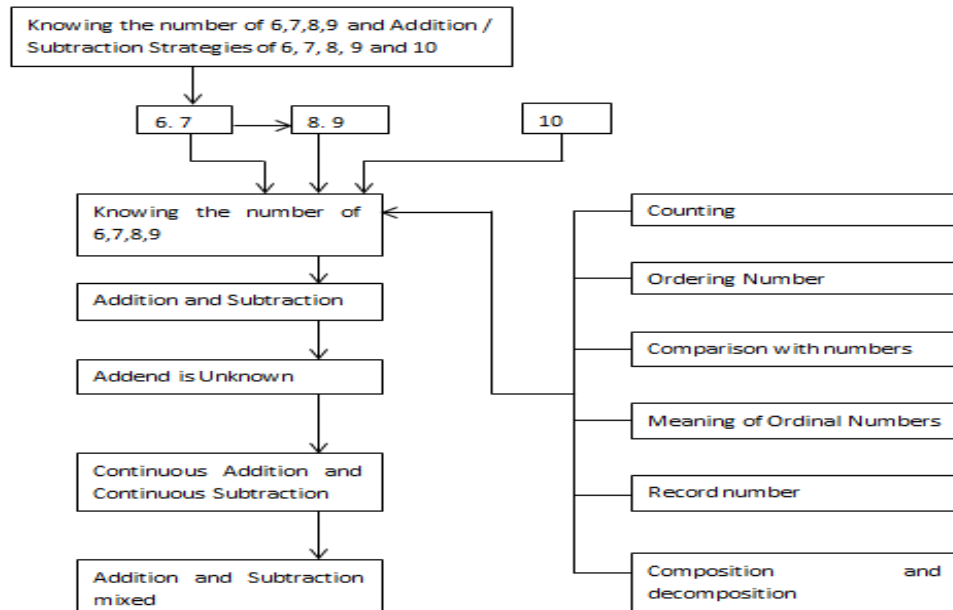 Knowing the number of 6,7,8,9 and Addition /
Subtraction Strategies of 6, 7, 8, 9 and 10
6. 7
8. 9
10
Knowing the number of
6,7,8,9
Addition and Subtraction
Addend is Unknown
Continuous Addition and
Continuous Subtraction
Addition and Subtraction
mixed
Counting
Ordering Number
Comparison with numbers
Meaning of Ordinal Numbers
Record number
Composition and
decomposition